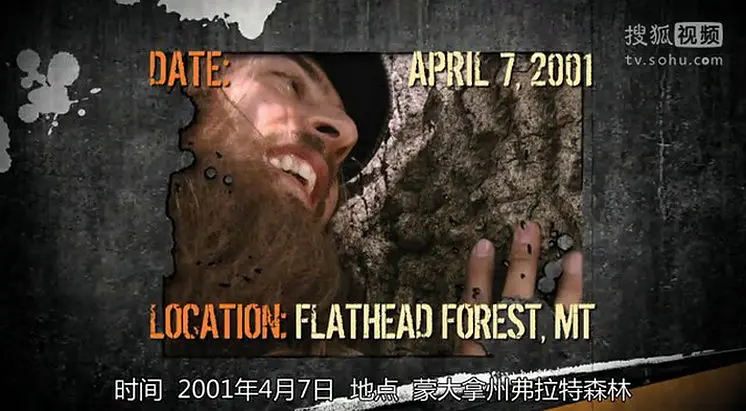 搜狐视频
tv.sohu.com
DATE: APRIL 7, 2001
LOCATION: FLATHEAD FOREST, MT
时间 2001年4月7日 地点 蒙大拿州弗拉特森林